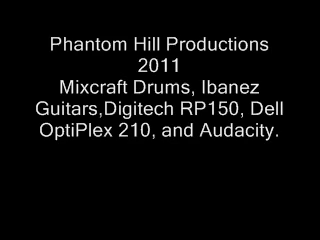 Phantom Hill Productions
2011
Mixcraft Drums, Ibanez
Guitars,Digitech RP150, Dell
OptiPlex 210, and Audacity.